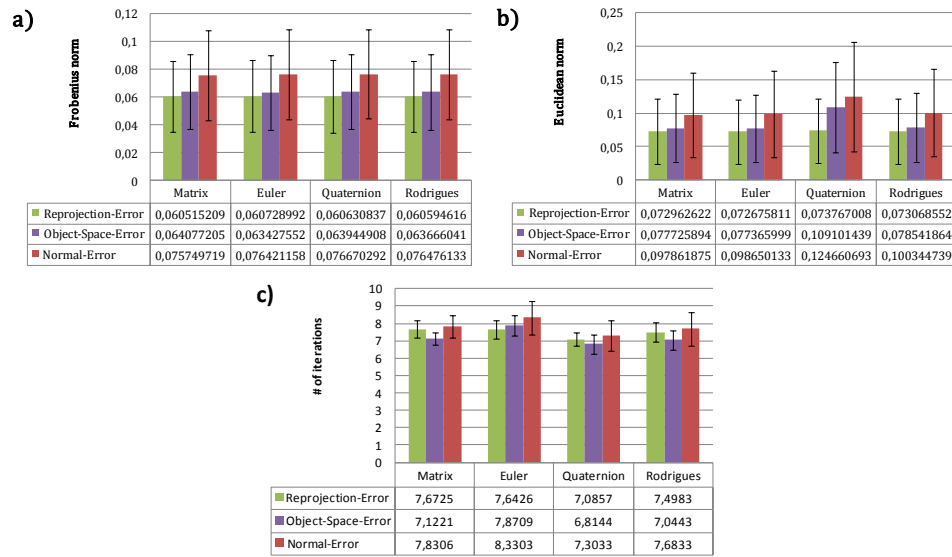 a)
Frobenius norm
0,12
0,1
0,08
0,06
0,04
0,02
0
Matrix Euler Quaternion Rodrigues
Reprojection-Error 0,060515209 0,060728992 0,060630837 0,060594616
Object-Space-Error 0,064077205 0,063427552 0,063944908 0,063666041
Normal-Error 0,075749719 0,076421158 0,076670292 0,076476133
b)
Euclidean norm
0,25
0,2
0,15
0,1
0,05
0
Matrix Euler Quaternion Rodrigues
Reprojection-Error 0,072962622 0,072675811 0,073767008 0,073068552
Object-Space-Error 0,077725894 0,077365999 0,109101439 0,078541864
Normal-Error 0,097861875 0,098650133 0,124660693 0,100344739
c)
# of iterations
10
9
8
7
6
5
4
3
2
1
0
Matrix Euler Quaternion Rodrigues
Reprojection-Error 7,6725 7,6426 7,0857 7,4983
Object-Space-Error 7,1221 7,8709 6,8144 7,0443
Normal-Error 7,8306 8,3303 7,3033 7,6833